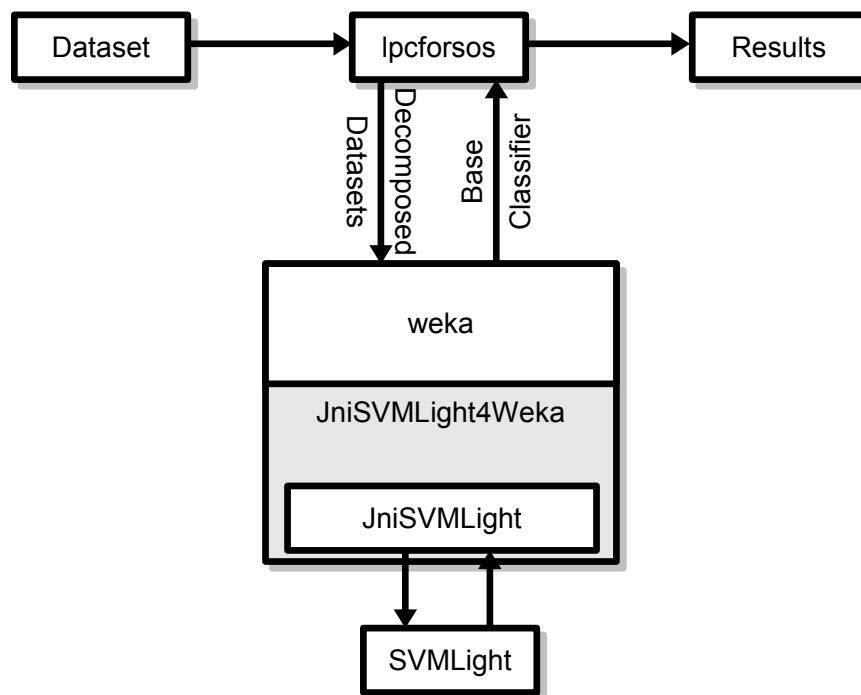 Dataset
lpcforsos
Results
Decomposed
Datasets
Base
Classifier
weka
JniSVMLight4Weka
JniSVMLight
SVMLight